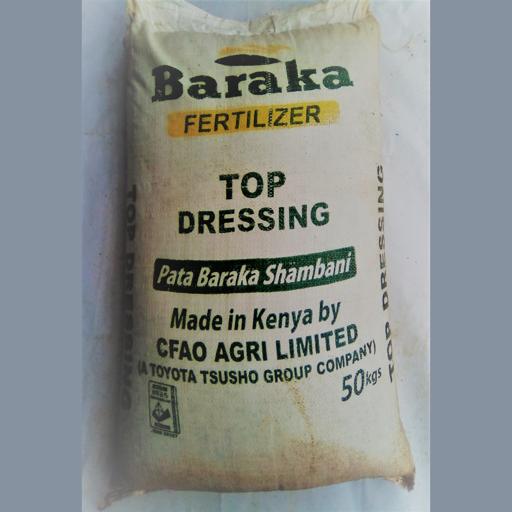 Baraka
FERTILIZER
TOP
DRESSING
Pata Baraka Shambani
Made in Kenya by
CFAO AGRI LIMITED
(A TOYOTA TSUSHO GROUP COMPANY)
50kgs
TOP DRESSING
TOP DRESSING